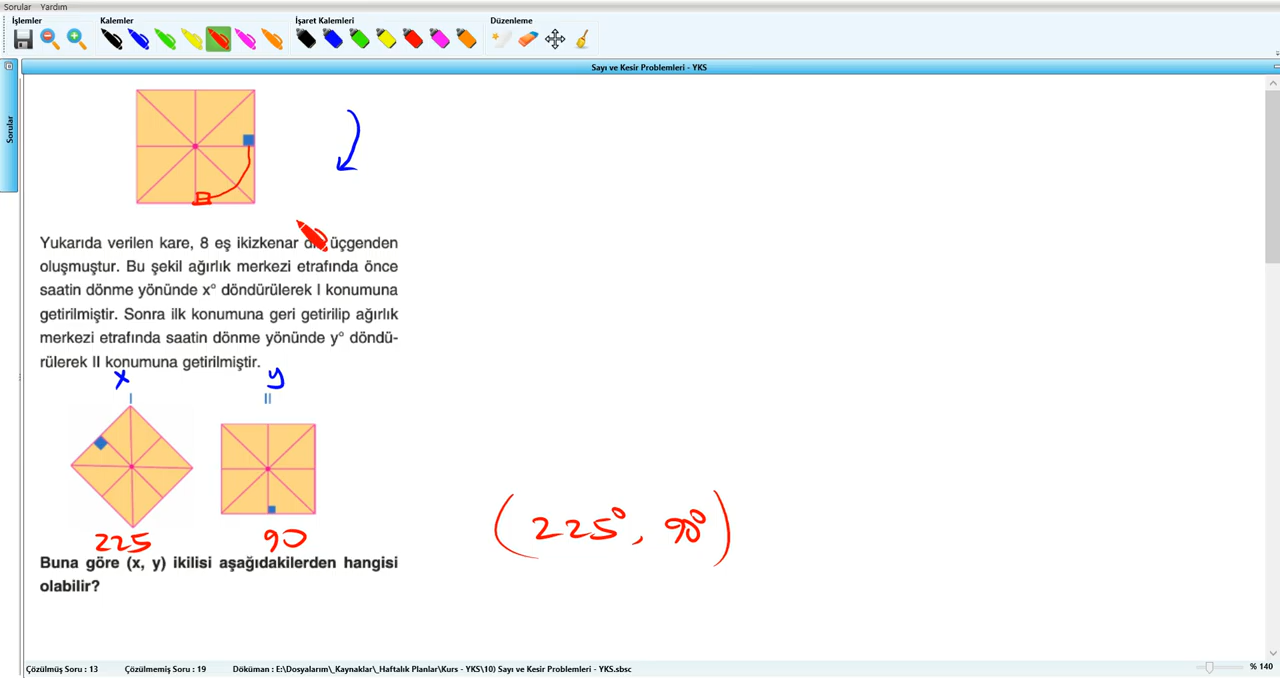 Sorular Yardım
İşlemler Kalemler İşaret Kalemleri Düzenleme
Sayı ve Kesir Problemleri - YKS
Sorular
Yukarıda verilen kare, 8 eş ikizkenar üçgenden
oluşmuştur. Bu şekil ağırlık merkezi etrafında önce
saatin dönme yönünde x° döndürülerek I konumuna
getirilmiştir. Sonra ilk konumuna geri getirilip ağırlık
merkezi etrafında saatin dönme yönünde y° döndü-
rülerek II konumuna getirilmiştir.
x y
I II
225 90
(225°, 90°)
Buna göre (x, y) ikilisi aşağıdakilerden hangisi
olabilir?
Çözülmüş Soru : 13 Çözülmemiş Soru : 19 Döküman : E:\Dosyalarım\_Kaynaklar\_Haftalık Planlar\Kurs - YKS\10) Sayı ve Kesir Problemleri - YKS.sbsc % 140